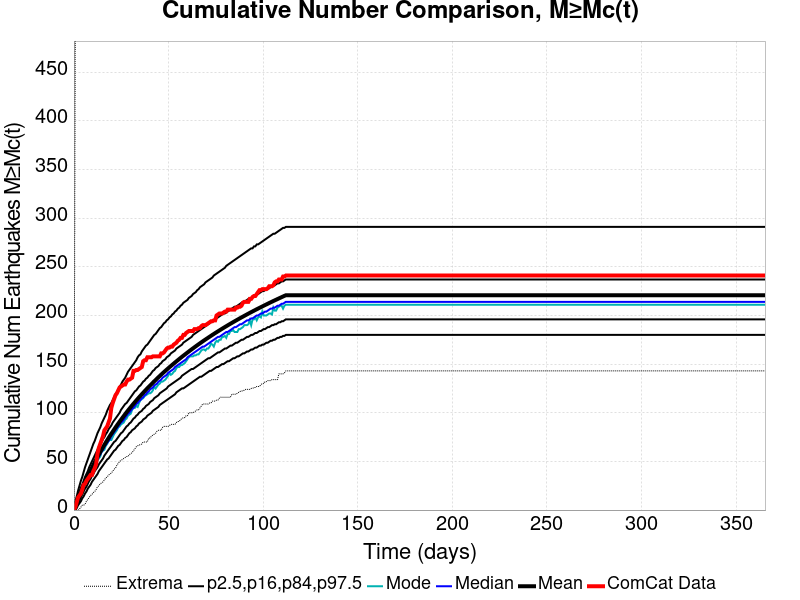 Cumulative Number Comparison, M≥Mc(t)
Cumulative Num Earthquakes M≥Mc(t)
450
400
350
300
250
200
150
100
50
0
0 50 100 150 200 250 300 350
Time (days)
Extrema p2.5,p16,p84,p97.5 Mode Median Mean ComCat Data